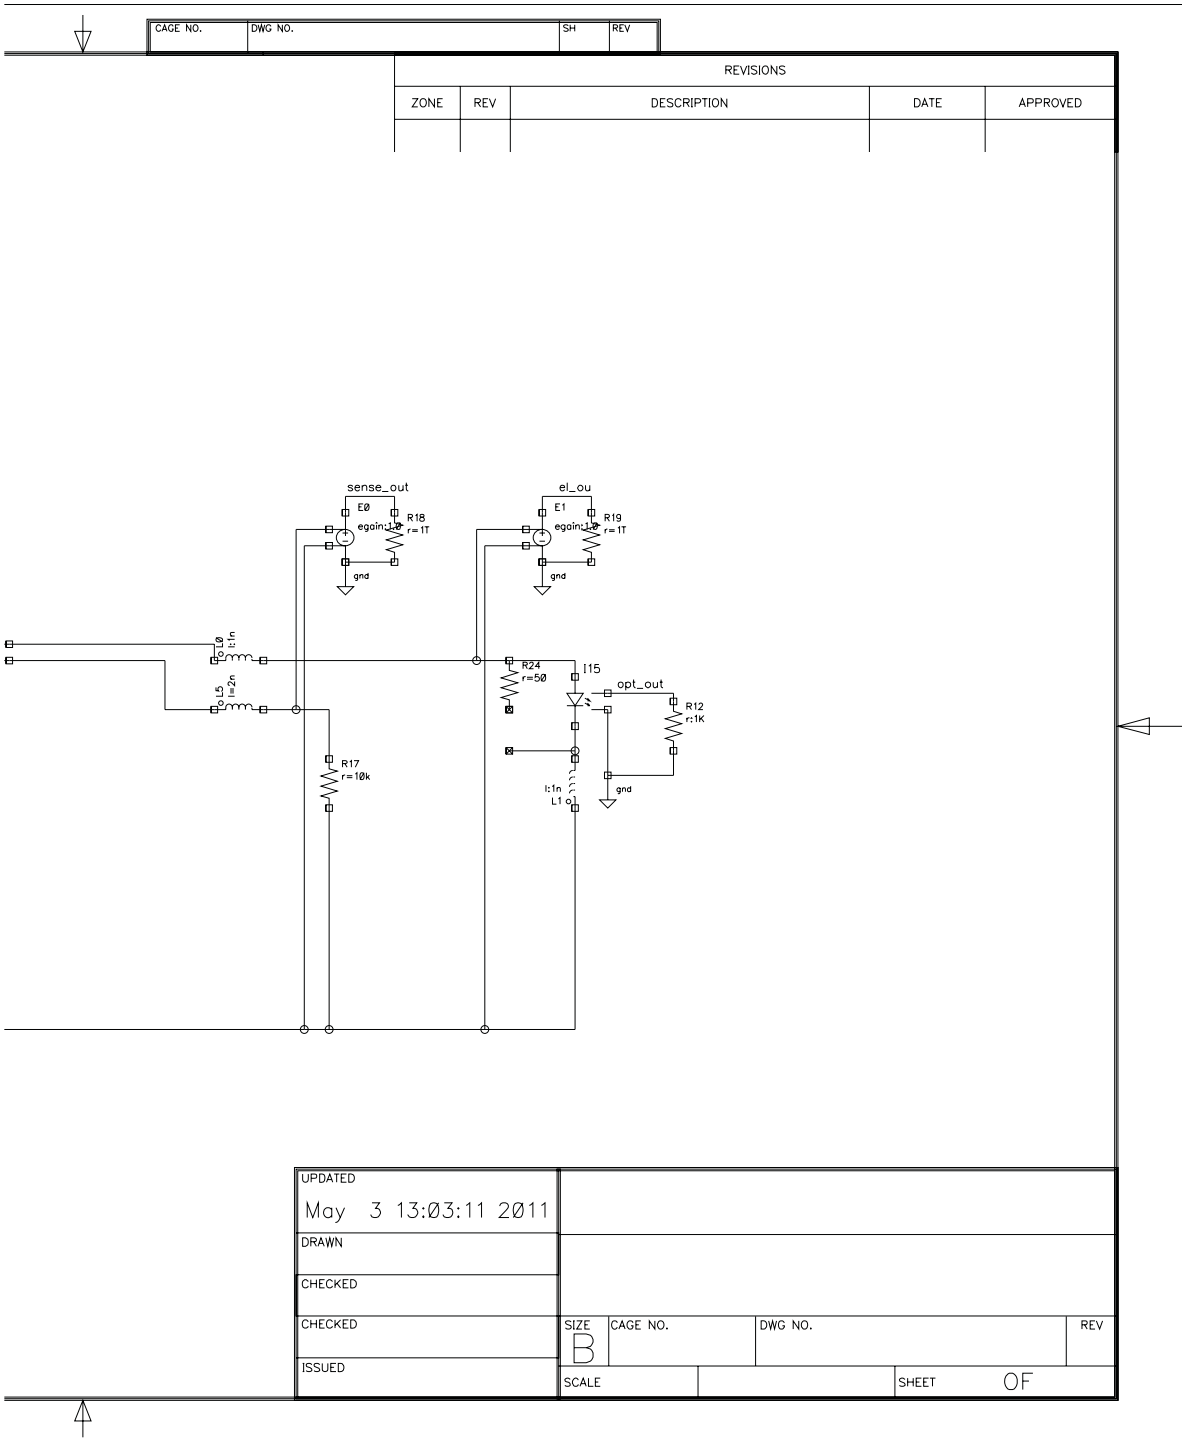 CAGE NO. DWG NO. SH REV
REVISIONS
ZONE REV DESCRIPTION DATE APPROVED
sense_out
E0
egain:1.0
R18
r=1T
gnd
el_ou
E1
egain:1.0
R19
r=1T
gnd
L0
l:1n
L5
l=2n
R24
r=50
I15
opt_out
R12
r:1K
R17
r=10k
l:1n
L1
gnd
UPDATED
May 3 13:03:11 2011
DRAWN
CHECKED
CHECKED
ISSUED
SIZE CAGE NO. DWG NO. REV
B
SCALE SHEET OF